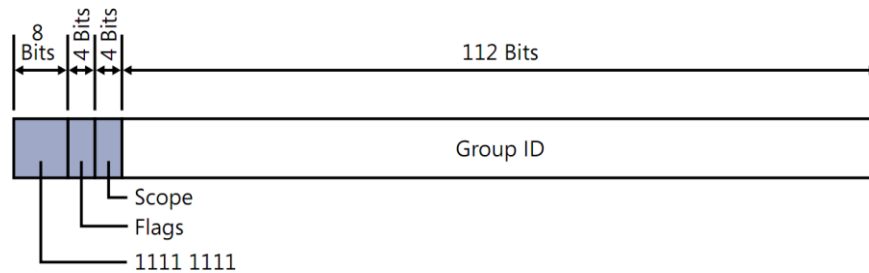 8
Bits
4 Bits
4 Bits
112 Bits
Group ID
Scope
Flags
1111 1111